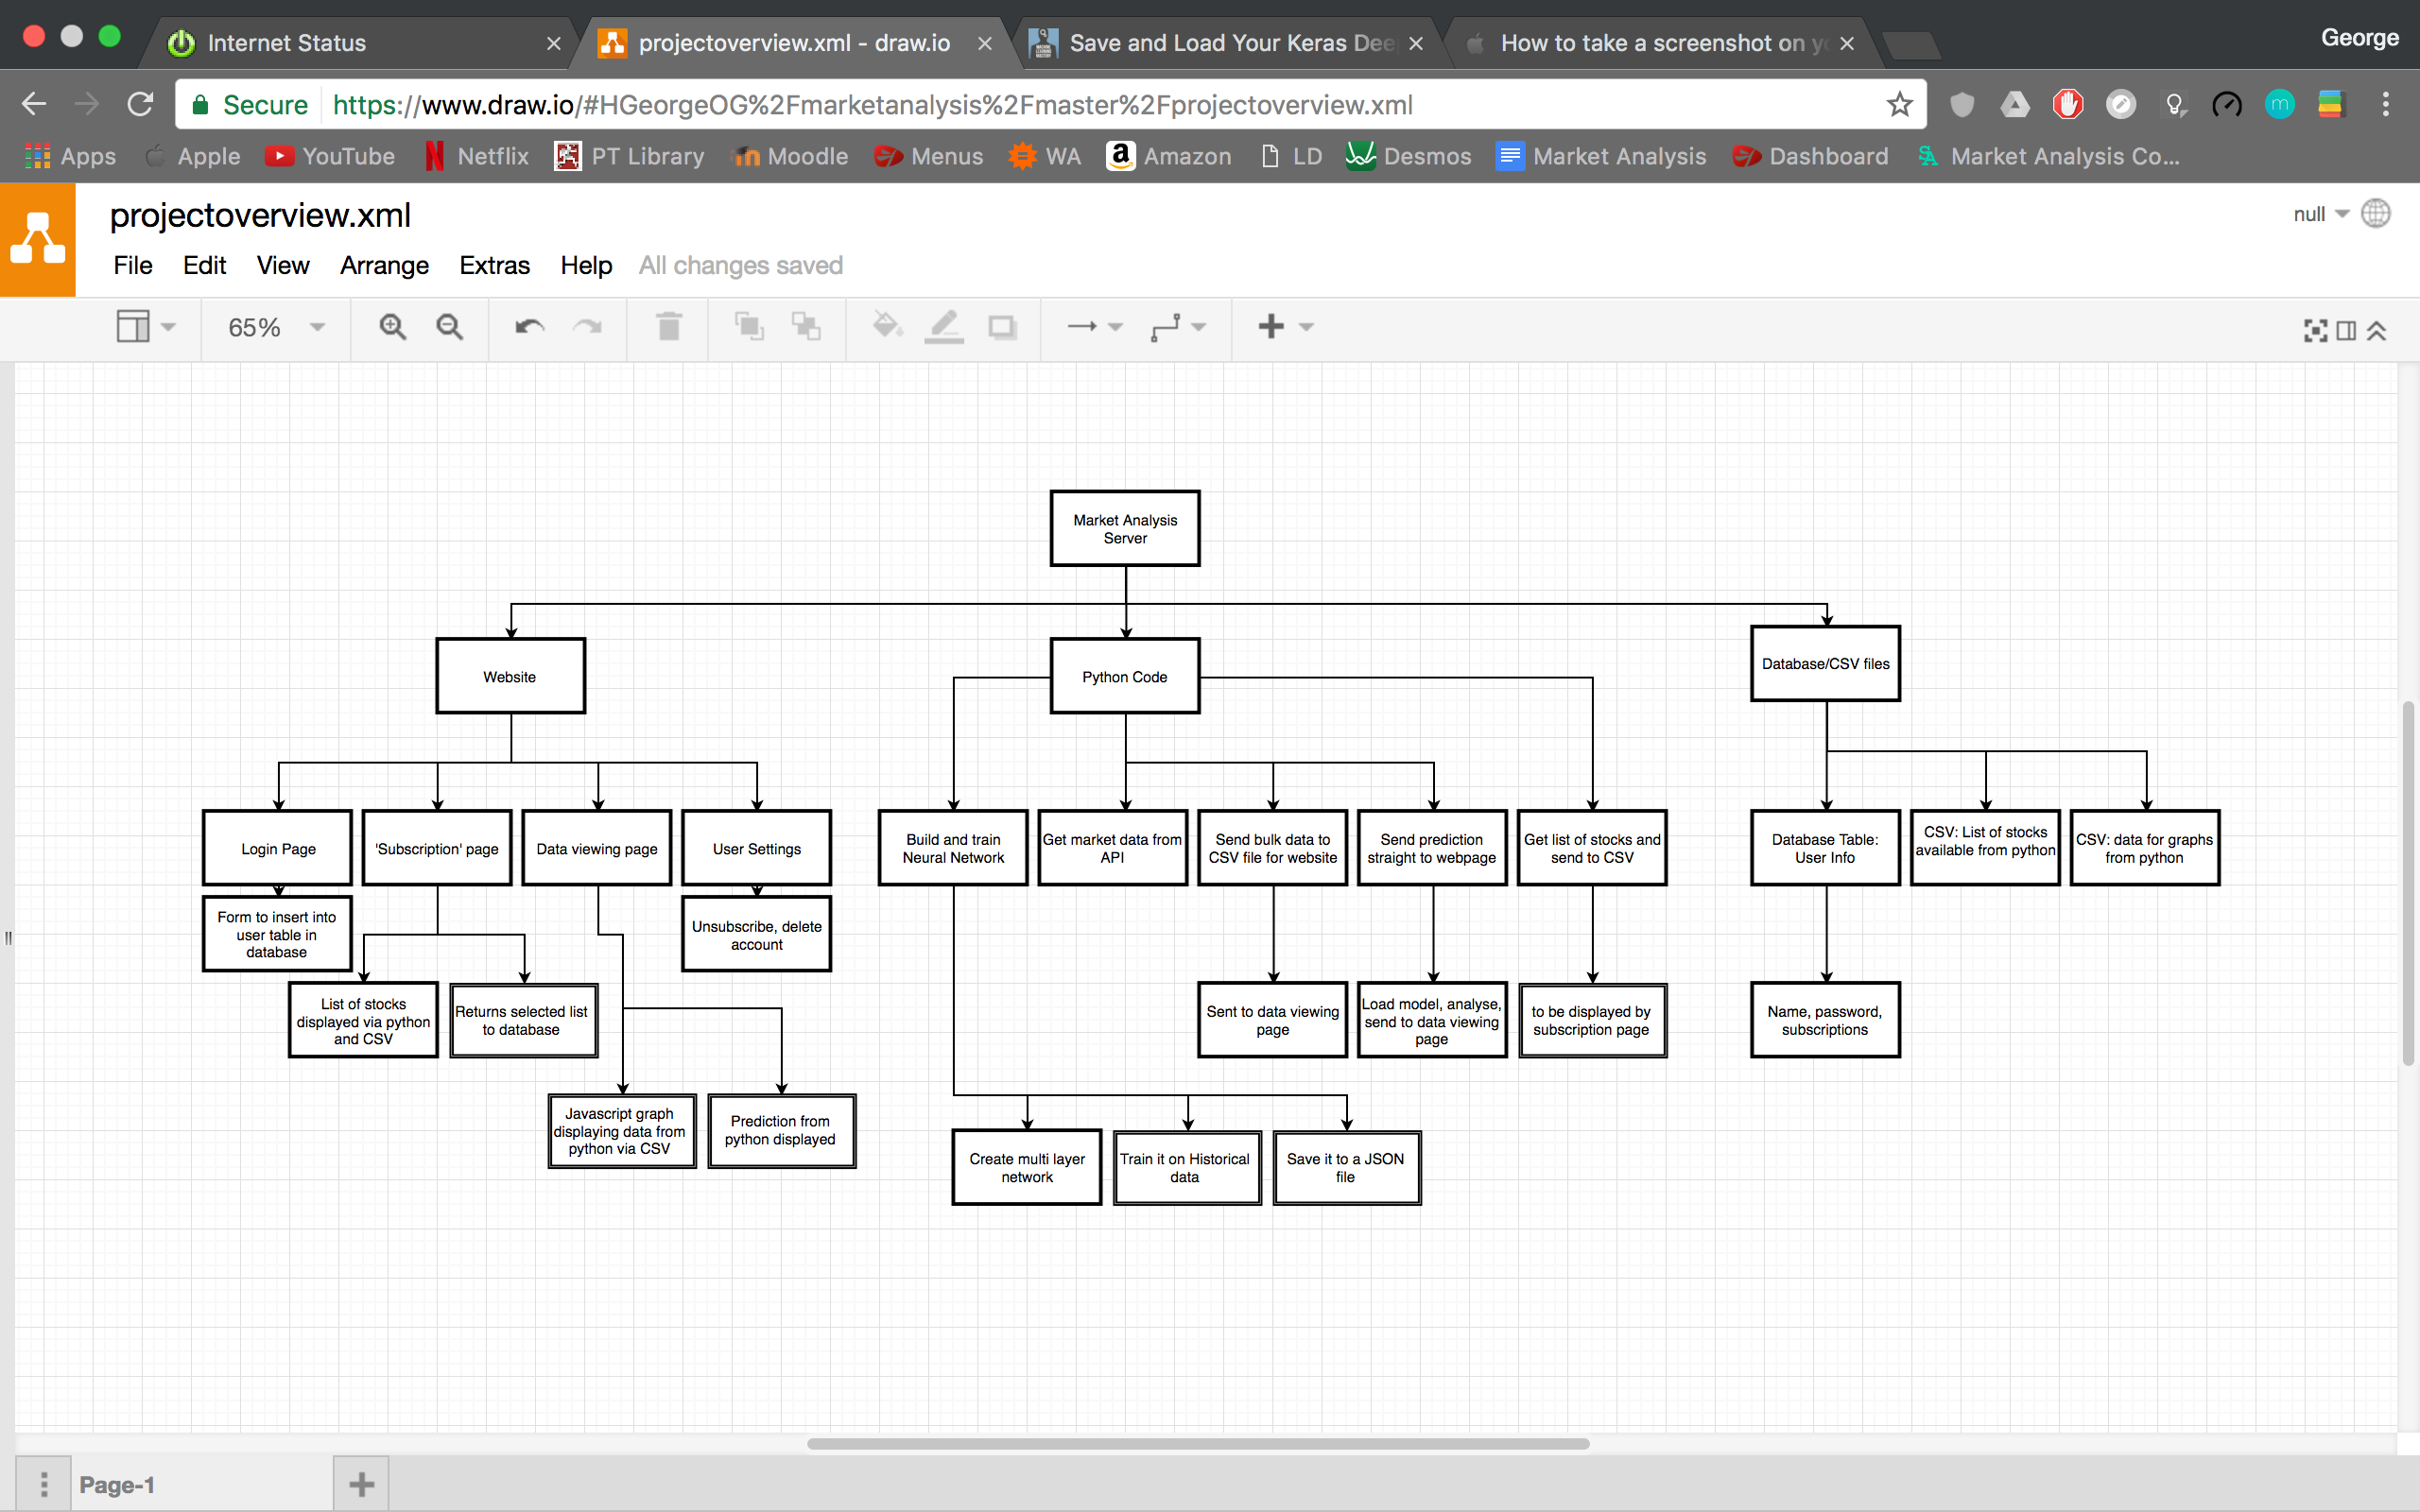 Internet Status
projectoverview.xml - draw.io
Save and Load Your Keras Dee
How to take a screenshot on
George
Secure
https://www.draw.io/#HGeorgeOG%2Fmarketanalysis%2Fmaster%2Fprojectoverview.xml
Apps
Apple
YouTube
Netflix
PT Library
Moodle
Menus
WA
Amazon
LD
Desmos
Market Analysis
Dashboard
Market Analysis Co...
projectoverview.xml
null
File
Edit
View
Arrange
Extras
Help
All changes saved
65%
Market Analysis
Server
Website
Python Code
Database/CSV files
Login Page
'Subscription' page
Data viewing page
User Settings
Build and train
Neural Network
Get market data from
API
Send bulk data to
CSV file for website
Send prediction
straight to webpage
Get list of stocks and
send to CSV
Database Table:
User Info
CSV: List of stocks
available from python
CSV: data for graphs
from python
Form to insert into
user table in
database
Unsubscribe, delete
account
List of stocks
displayed via python
and CSV
Returns selected list
to database
Sent to data viewing
page
Load model, analyse,
send to data viewing
page
to be displayed by
subscription page
Name, password,
subscriptions
Javascript graph
displaying data from
python via CSV
Prediction from
python displayed
Create multi layer
network
Train it on Historical
data
Save it to a JSON
file
Page-1